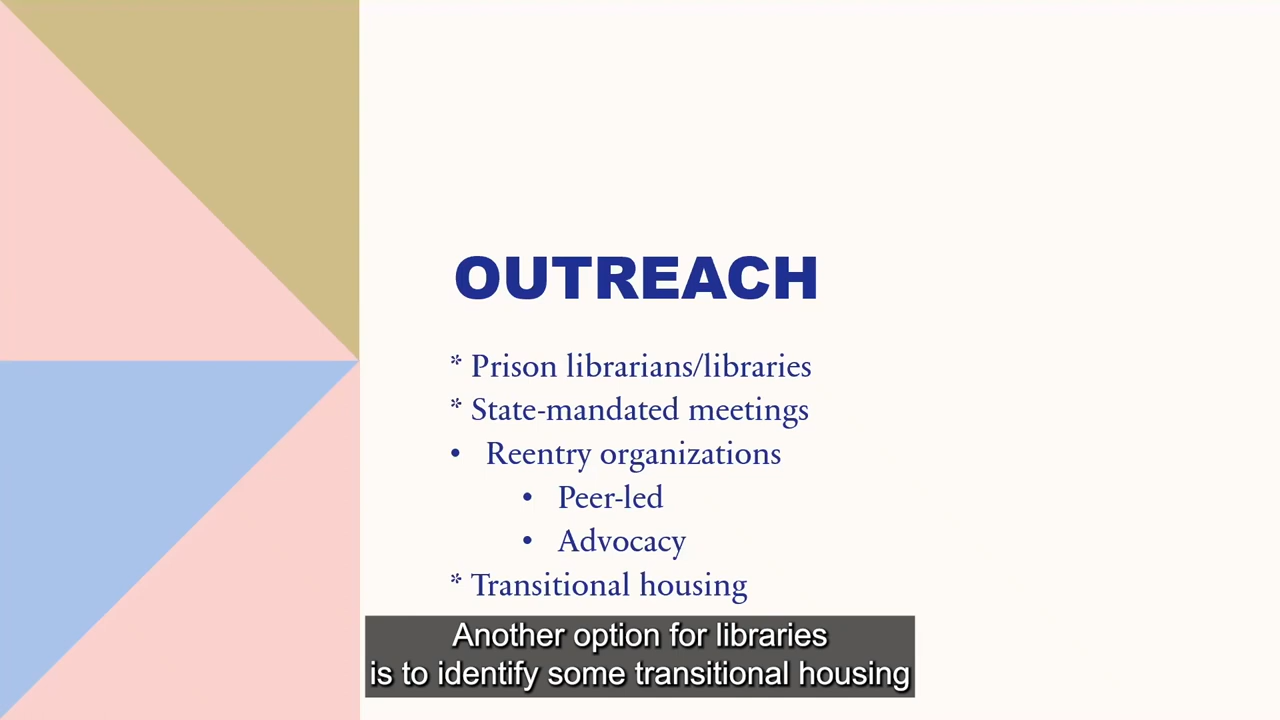 OUTREACH
* Prison librarians/libraries
* State-mandated meetings
• Reentry organizations
• Peer-led
• Advocacy
* Transitional housing
Another option for libraries
is to identify some transitional housing